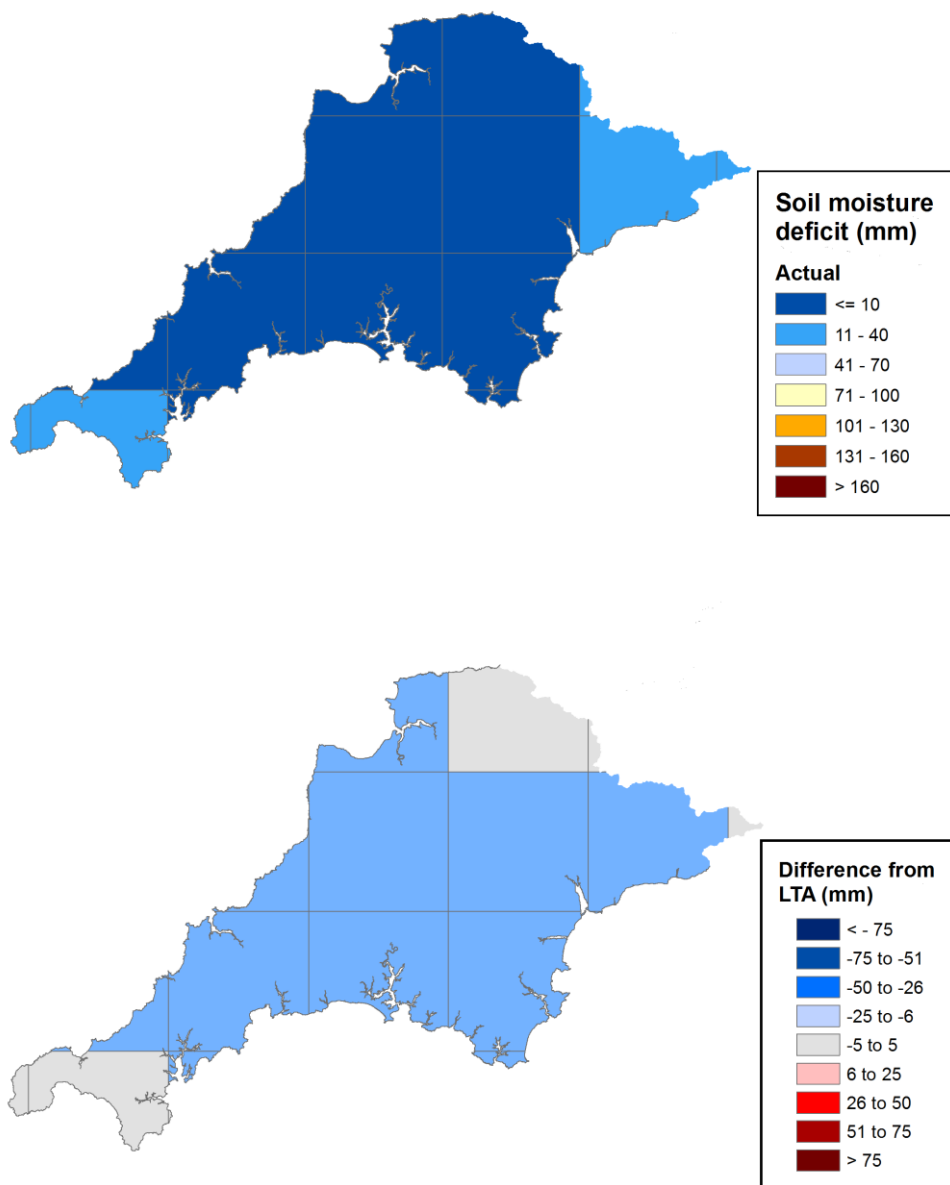 Soil moisture
deficit (mm)
Actual
<= 10
11 - 40
41 - 70
71 - 100
101 - 130
131 - 160
> 160
Difference from
LTA (mm)
< - 75
-75 to -51
-50 to -26
-25 to -6
-5 to 5
6 to 25
26 to 50
51 to 75
> 75